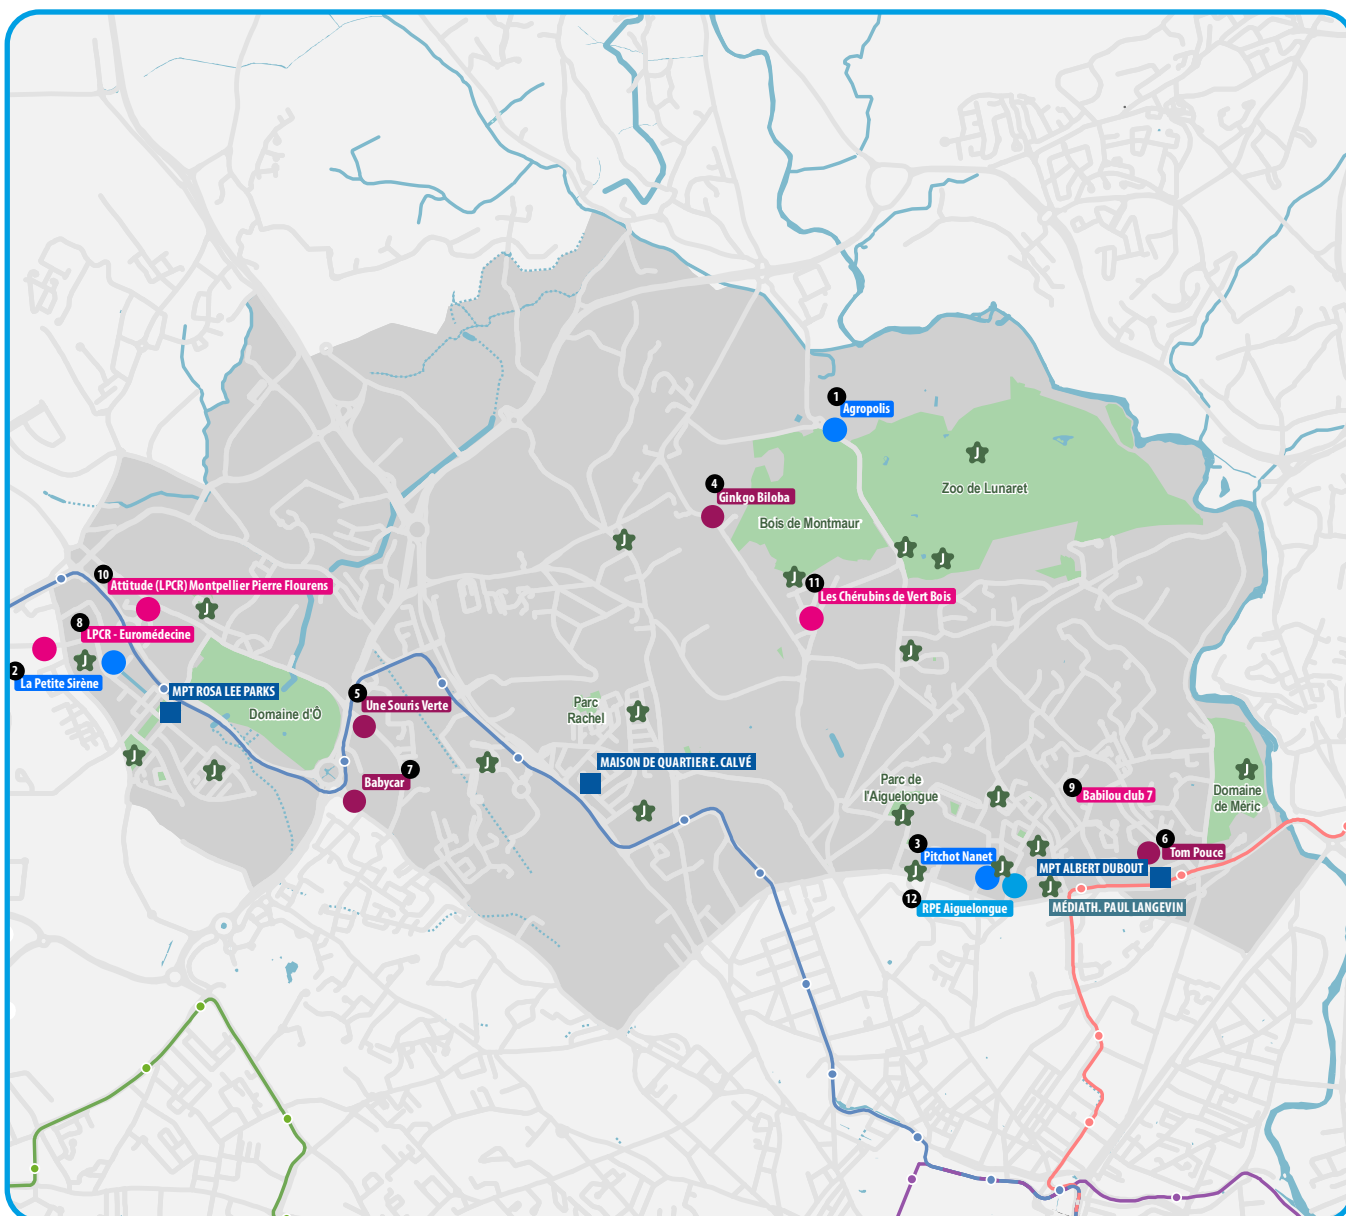 1
Agropolis
J
Zoo de Lunaret
4
Ginkgo Biloba
Bois de Montmaur
J
J
J
J
11
Les Chérubins de Vert Bois
10
Attitude (LPCR) Montpellier Pierre Flourens
J
8
LPCR - Euromédecine
J
2
La Petite Sirène
MPT ROSA LEE PARKS
Domaine d'Ô
5
Une Souris Verte
J
Parc
Rachel
J
J
J
J
MAISON DE QUARTIER E. CALVÉ
7
Babycar
J
J
Parc de
l'Aiguelongue
J
J
9
Babilou club 7
J
Domaine
de Méric
3
Pitchot Nanet
J
J
J
6
Tom Pouce
MPT ALBERT DUBOUT
J
12
RPE Aiguelongue
MÉDIATH. PAUL LANGEVIN